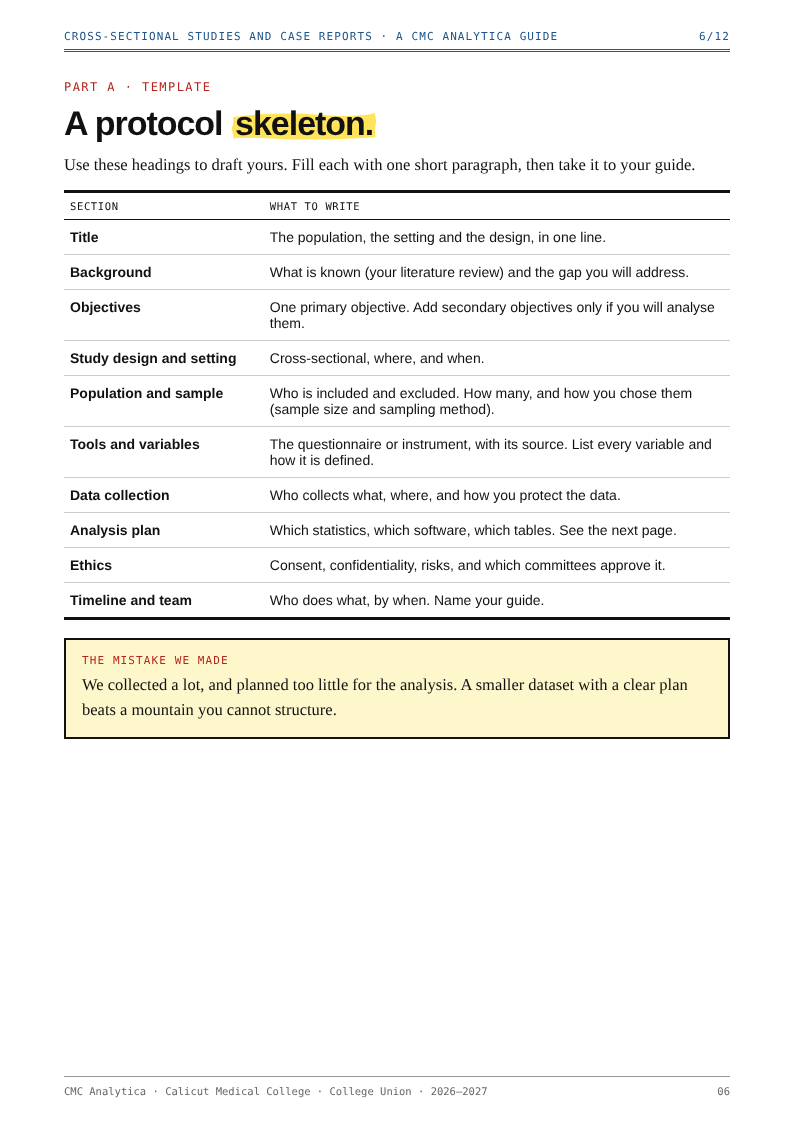 CROSS-SECTIONAL STUDIES AND CASE REPORTS · A CMC ANALYTICA GUIDE 6/12
PART A · TEMPLATE
A protocol skeleton.
Use these headings to draft yours. Fill each with one short paragraph, then take it to your guide.
SECTION WHAT TO WRITE
Title The population, the setting and the design, in one line.
Background What is known (your literature review) and the gap you will address.
Objectives One primary objective. Add secondary objectives only if you will analyse
them.
Study design and setting Cross-sectional, where, and when.
Population and sample Who is included and excluded. How many, and how you chose them
(sample size and sampling method).
Tools and variables The questionnaire or instrument, with its source. List every variable and
how it is defined.
Data collection Who collects what, where, and how you protect the data.
Analysis plan Which statistics, which software, which tables. See the next page.
Ethics Consent, confidentiality, risks, and which committees approve it.
Timeline and team Who does what, by when. Name your guide.
THE MISTAKE WE MADE
We collected a lot, and planned too little for the analysis. A smaller dataset with a clear plan
beats a mountain you cannot structure.
CMC Analytica · Calicut Medical College · College Union · 2026–2027 06